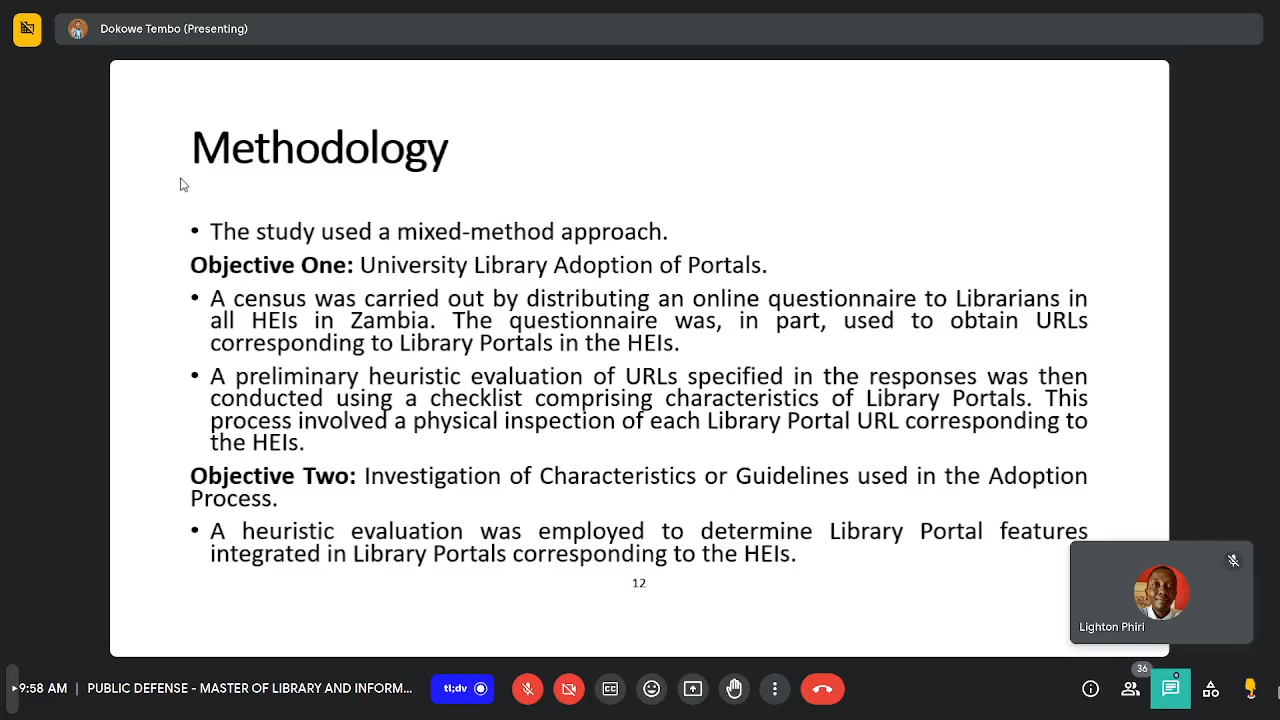 Dokowe Tembo (Presenting)
Methodology
• The study used a mixed-method approach.
Objective One: University Library Adoption of Portals.
• A census was carried out by distributing an online questionnaire to Librarians in
all HEIs in Zambia. The questionnaire was, in part, used to obtain URLs
corresponding to Library Portals in the HEIs.
• A preliminary heuristic evaluation of URLs specified in the responses was then
conducted using a checklist comprising characteristics of Library Portals. This
process involved a physical inspection of each Library Portal URL corresponding to
the HEIs.
Objective Two: Investigation of Characteristics or Guidelines used in the Adoption
Process.
• A heuristic evaluation was employed to determine Library Portal features
integrated in Library Portals corresponding to the HEIs.
12
Lighton Phiri
9:58 AM | PUBLIC DEFENSE - MASTER OF LIBRARY AND INFORM...
tl;dv
36